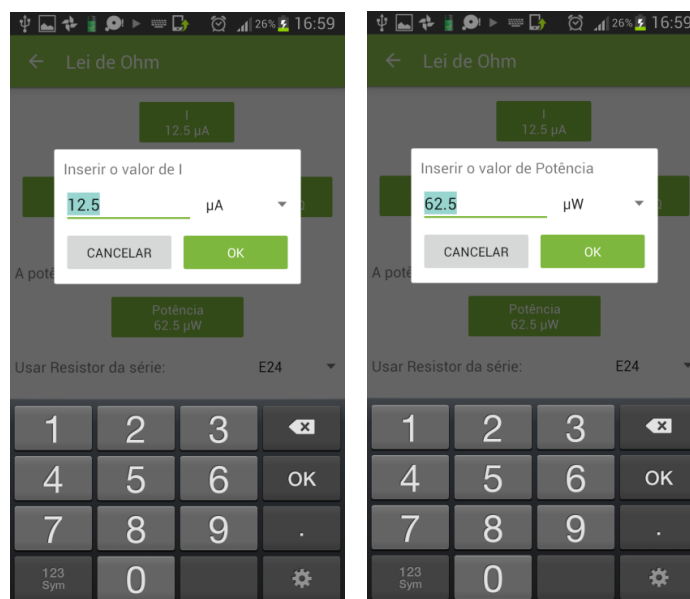 26% 16:59
Lei de Ohm
I
12.5 µA
Inserir o valor de I
12.5 µA
CANCELAR OK
A potê
Potência
62.5 µW
Usar Resistor da série: E24
1 2 3
4 5 6 OK
7 8 9 .
123
Sym
0
26% 16:59
Lei de Ohm
I
12.5 µA
Inserir o valor de Potência
62.5 µW
Ω
CANCELAR OK
A potê
Potência
62.5 µW
Usar Resistor da série: E24
1 2 3
4 5 6 OK
7 8 9 .
123
Sym
0